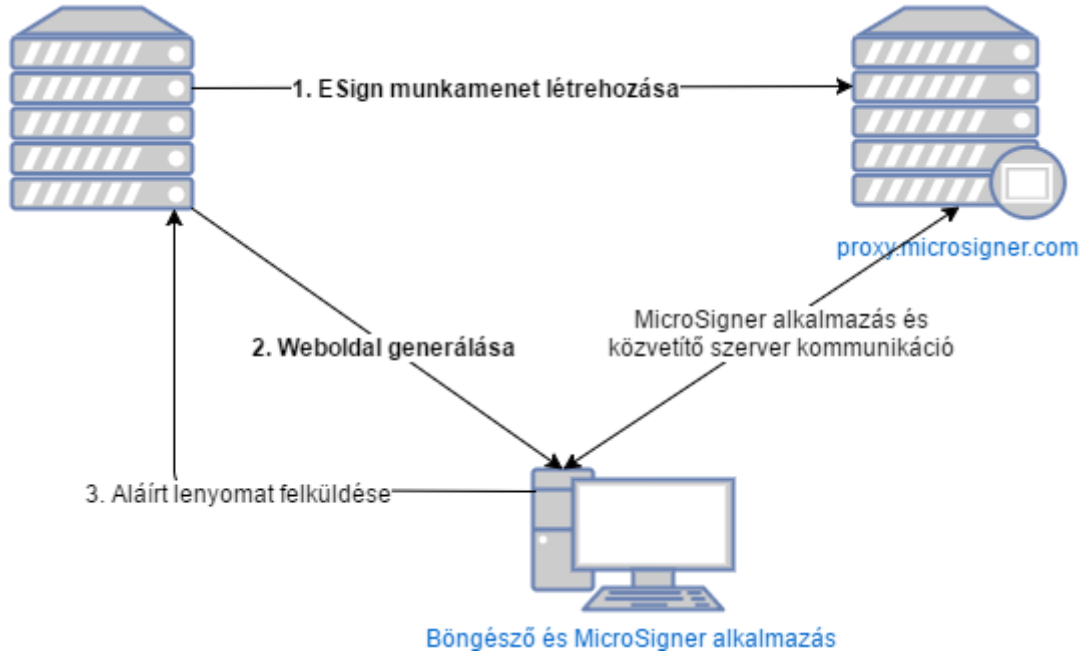 1. ESign munkamenet létrehozása
proxy.microsigner.com
MicroSigner alkalmazás és
közvetítő szerver kommunikáció
2. Weboldal generálása
3. Aláírt lenyomat felküldése
Böngésző és MicroSigner alkalmazás